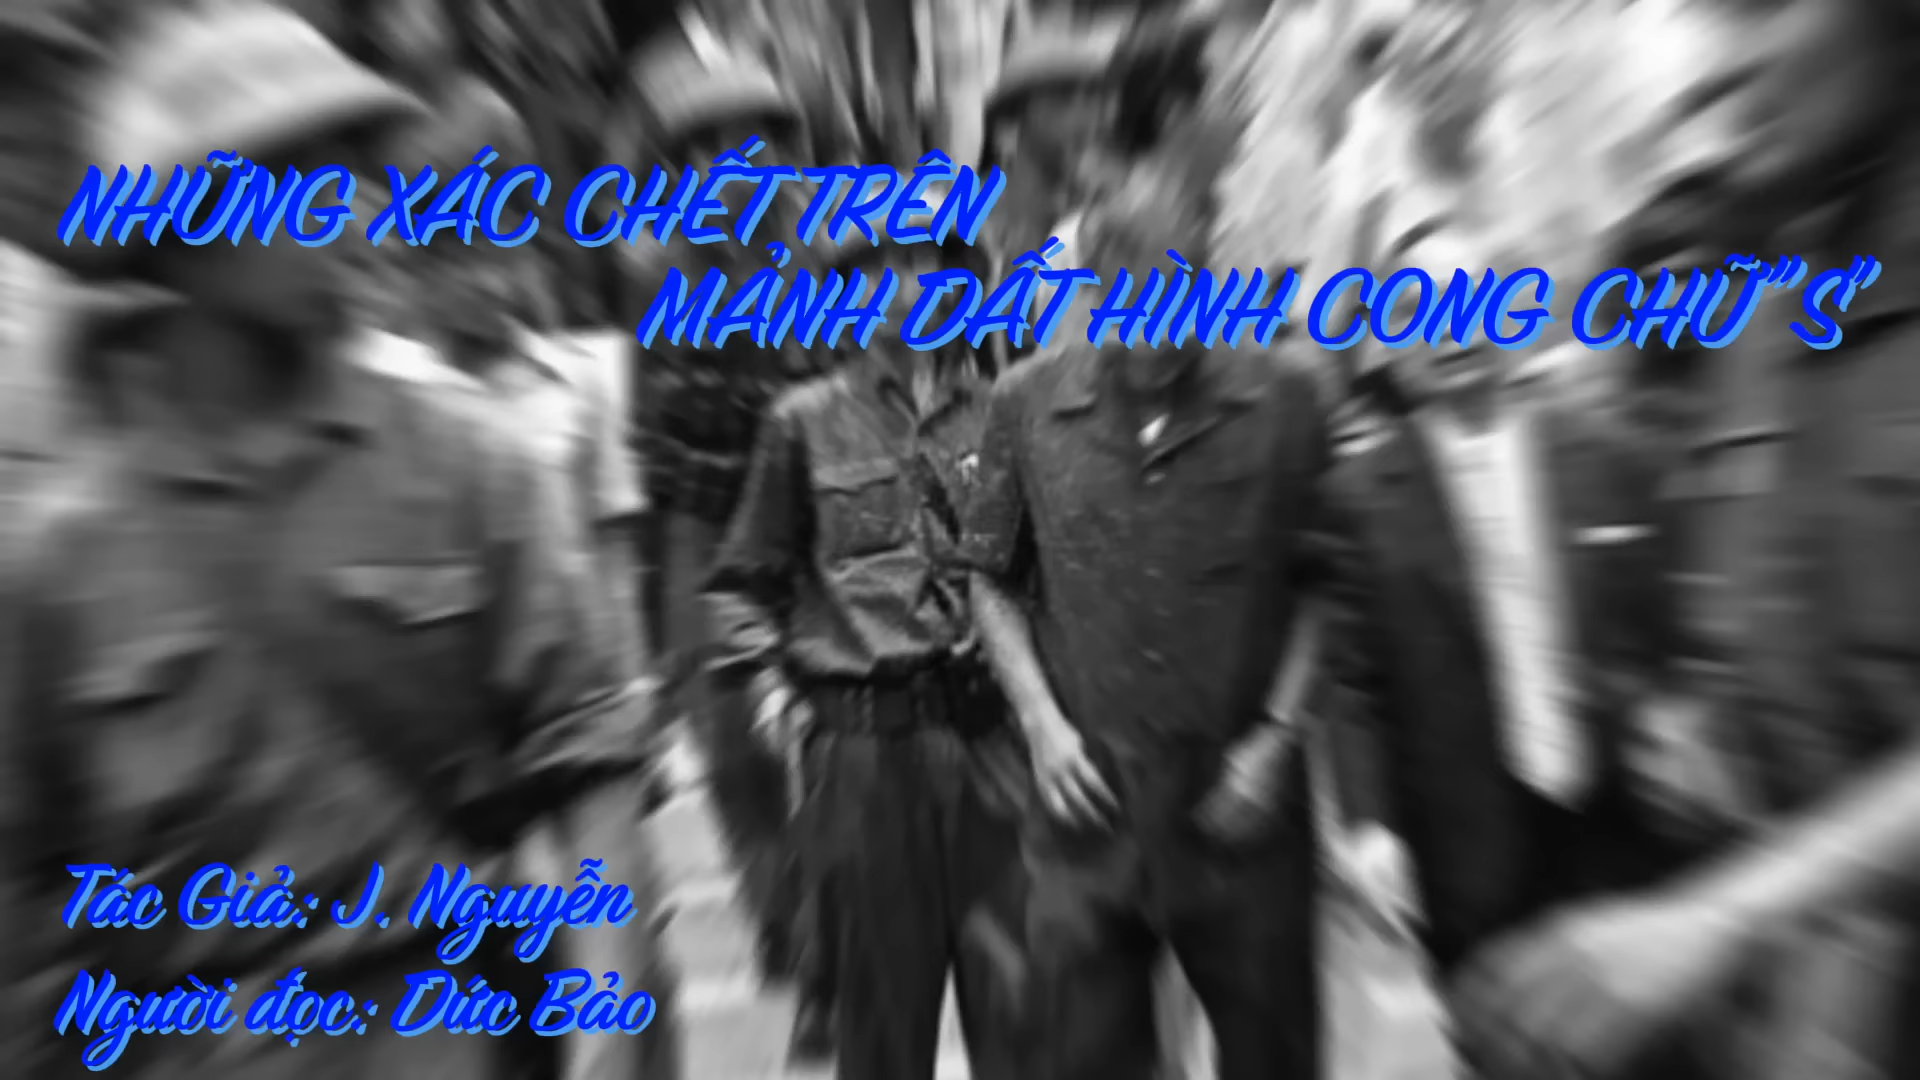 NHỮNG XÁC CHẾT TRÊN
MẢNH ĐẤT HÌNH CONG CHỮ "S"
Tác Giả: J. Nguyễn
Người đọc: Đức Bảo